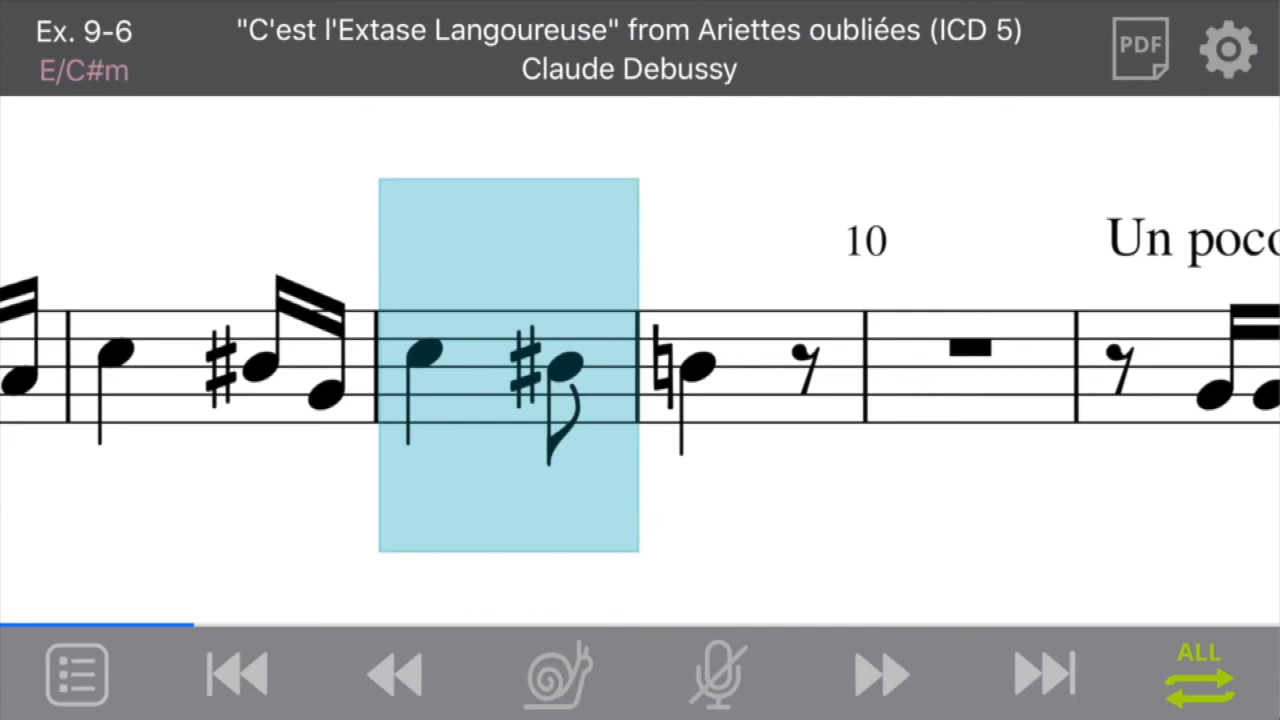 Ex. 9-6
E/C#m
"C'est l'Extase Langoureuse" from Ariettes oubliées (ICD 5)
Claude Debussy
PDF
10
Un poco
ALL